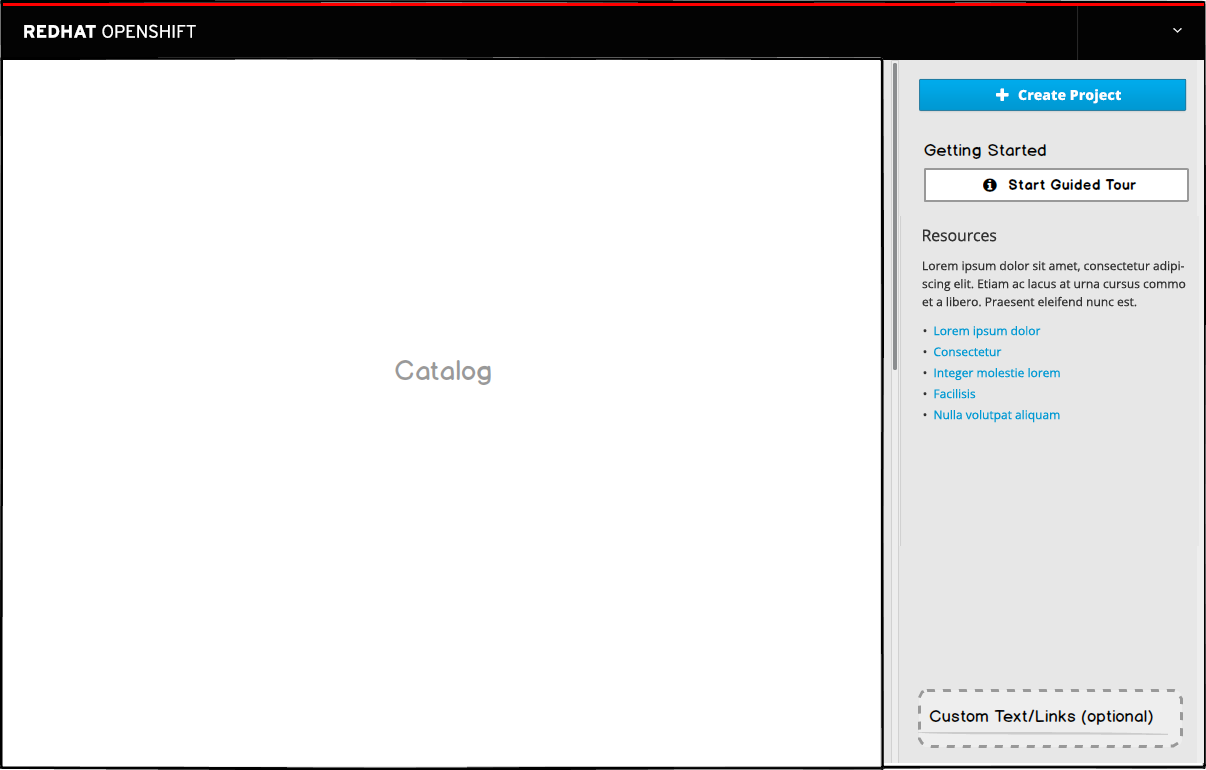 REDHAT OPENSHIFT
Create Project
Getting Started
Start Guided Tour
Resources
Lorem ipsum dolor sit amet, consectetur adipi-
scing elit. Etiam ac lacus at urna cursus commo
et a libero. Praesent eleifend nunc est.
• Lorem ipsum dolor
• Consectetur
• Integer molestie lorem
• Facilisis
• Nulla volutpat aliquam
Catalog
Custom Text/Links (optional)